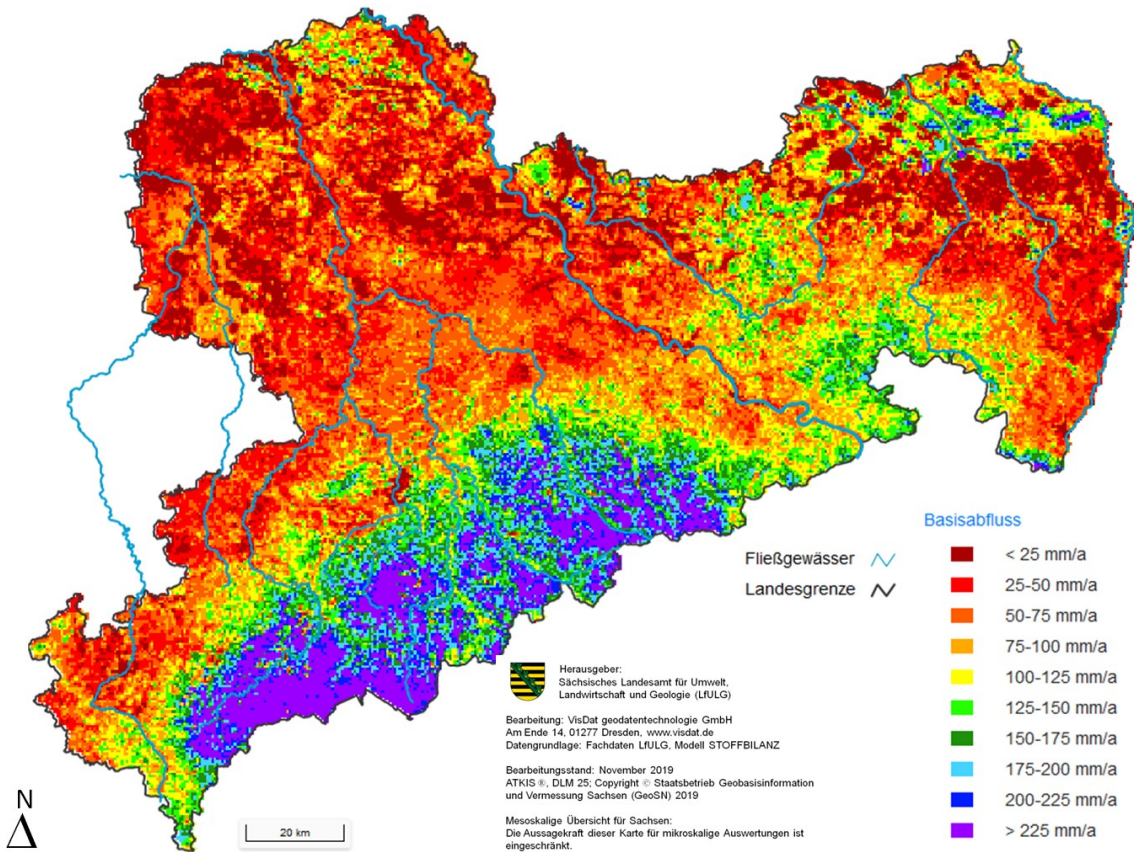 Basisabfluss
Fließgewässer
Landesgrenze
< 25 mm/a
25-50 mm/a
50-75 mm/a
75-100 mm/a
100-125 mm/a
125-150 mm/a
150-175 mm/a
175-200 mm/a
200-225 mm/a
> 225 mm/a
Herausgeber:
Sächsisches Landesamt für Umwelt,
Landwirtschaft und Geologie (LfULG)
Bearbeitung: VisDat geodatentechnologie GmbH
Am Ende 14, 01277 Dresden, www.visdat.de
Datengrundlage: Fachdaten LfULG, Modell STOFFBILANZ
Bearbeitungsstand: November 2019
ATKIS ®, DLM 25; Copyright © Staatsbetrieb Geobasisinformation
und Vermessung Sachsen (GeoSN) 2019
Mesoskalige Übersicht für Sachsen:
Die Aussagekraft dieser Karte für mikroskalige Auswertungen ist
eingeschränkt.
N
20 km